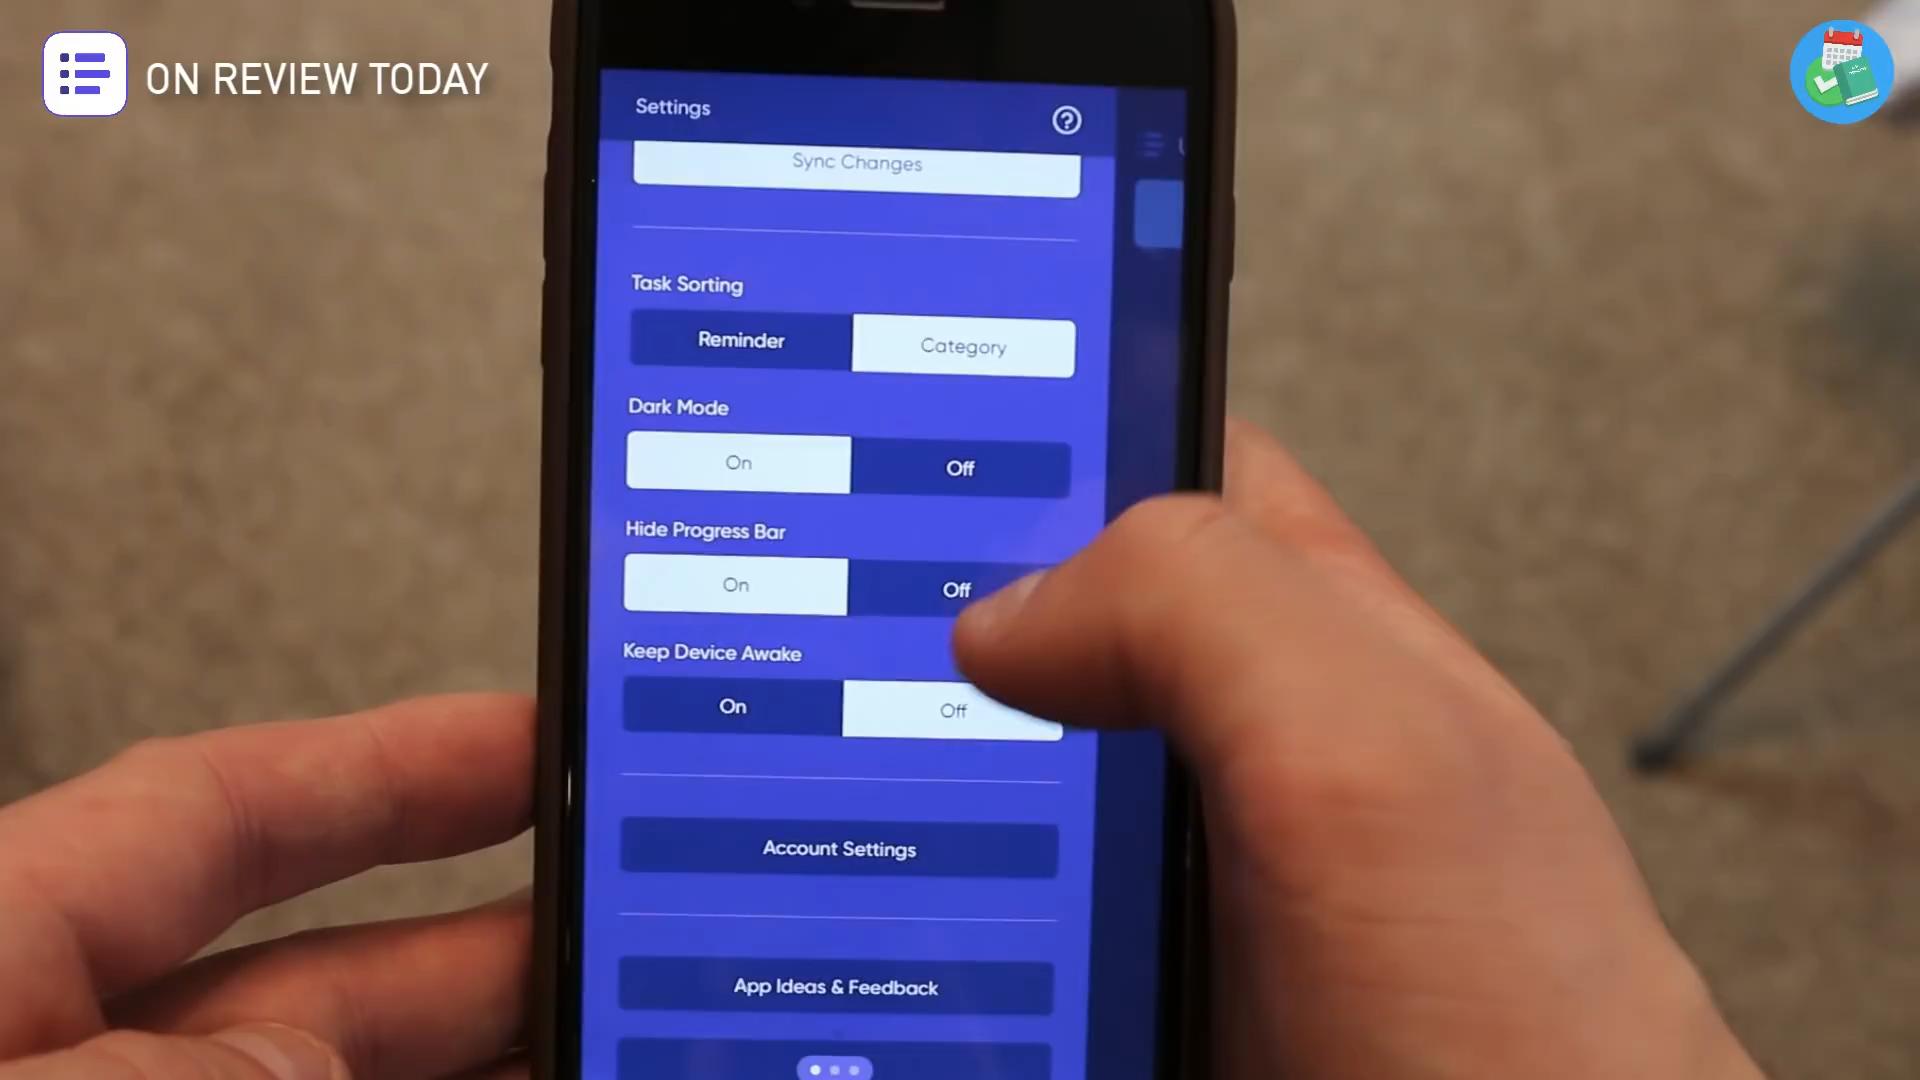 ON REVIEW TODAY
Settings
Sync Changes
Task Sorting
Reminder Category
Dark Mode
On Off
Hide Progress Bar
On Off
Keep Device Awake
On Off
Account Settings
App Ideas & Feedback